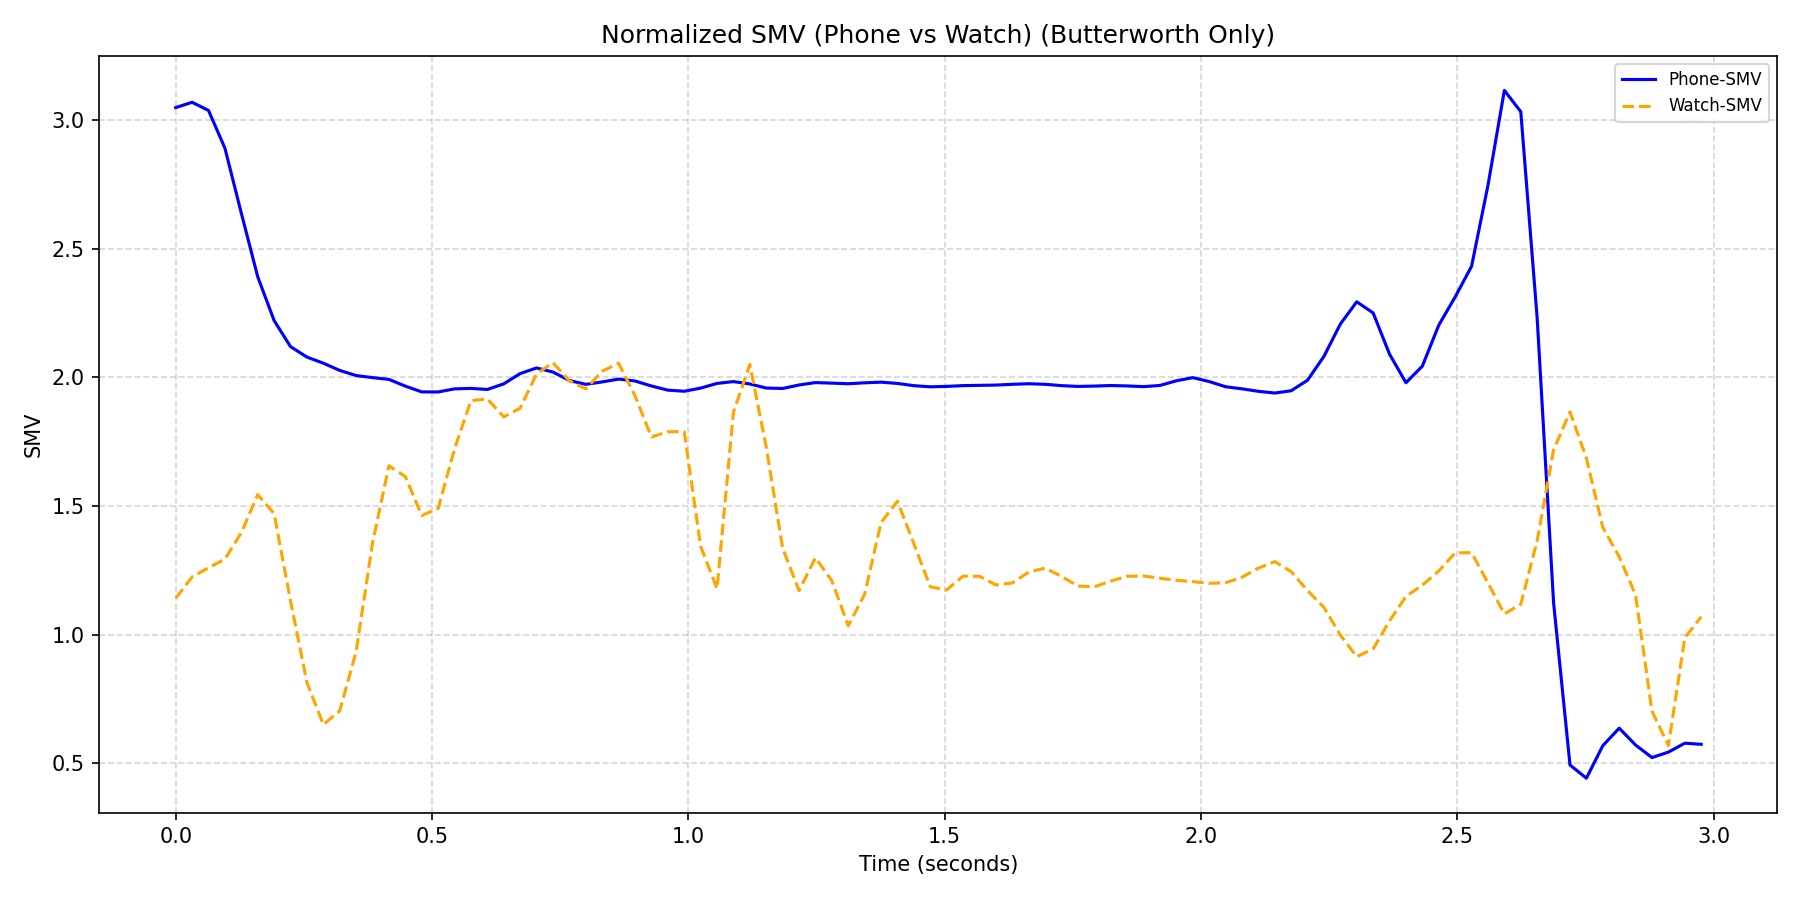 Normalized SMV (Phone vs Watch) (Butterworth Only)
Phone-SMV
Watch-SMV
3.0
2.5
2.0
1.5
1.0
0.5
SMV
0.0 0.5 1.0 1.5 2.0 2.5 3.0
Time (seconds)